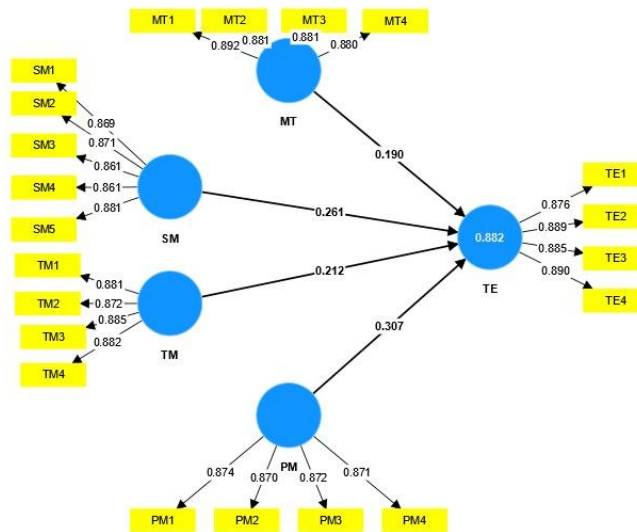 MT1 MT2 MT3 MT4
0.892 0.881 0.881 0.880
MT
SM1
SM2
SM3
SM4
SM5
0.869
0.871
0.861
0.861
0.881
SM
TM1
TM2
TM3
TM4
0.881
0.872
0.885
0.882
TM
0.190
0.261
0.212
0.307
0.882
TE
0.876
0.889
0.885
0.890
TE1
TE2
TE3
TE4
PM
0.874 0.870 0.872 0.871
PM1 PM2 PM3 PM4